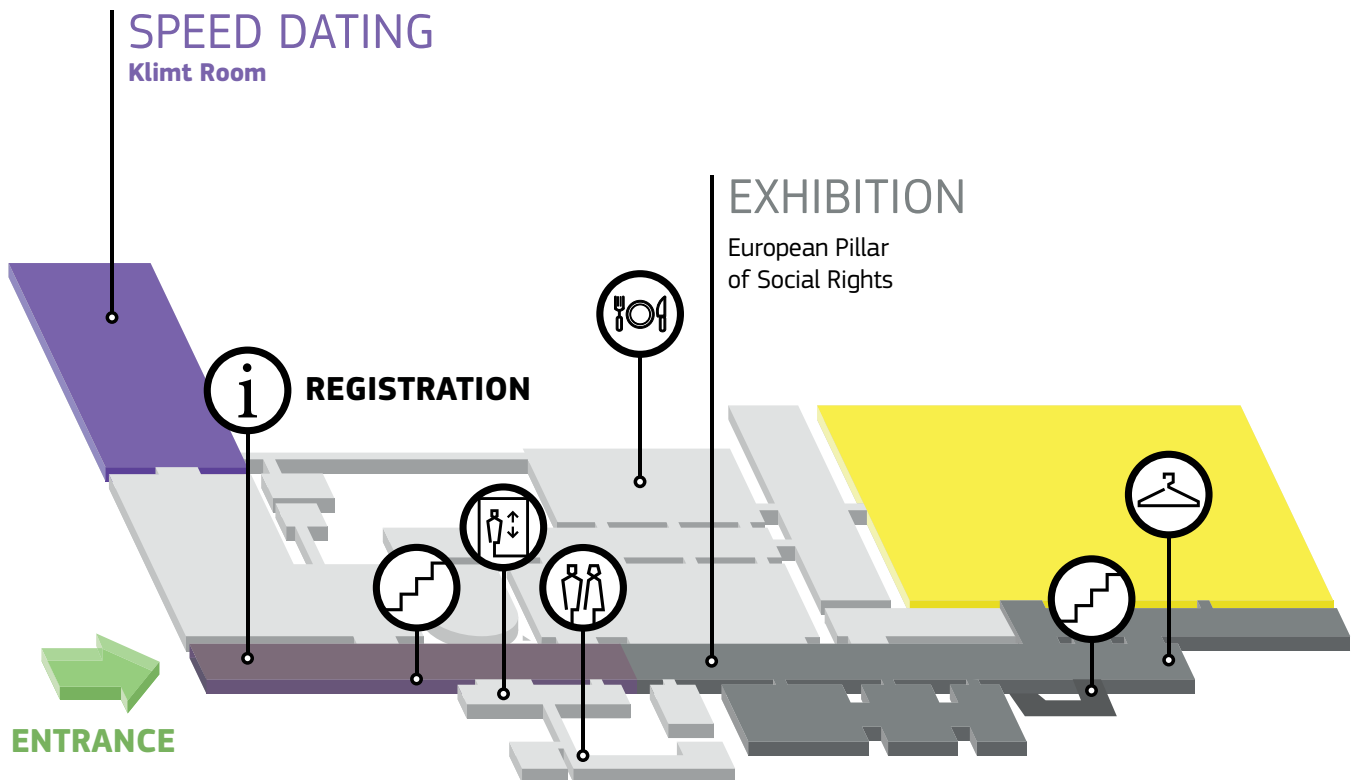 SPEED DATING
Klimt Room
EXHIBITION
European Pillar
of Social Rights
i
REGISTRATION
ENTRANCE